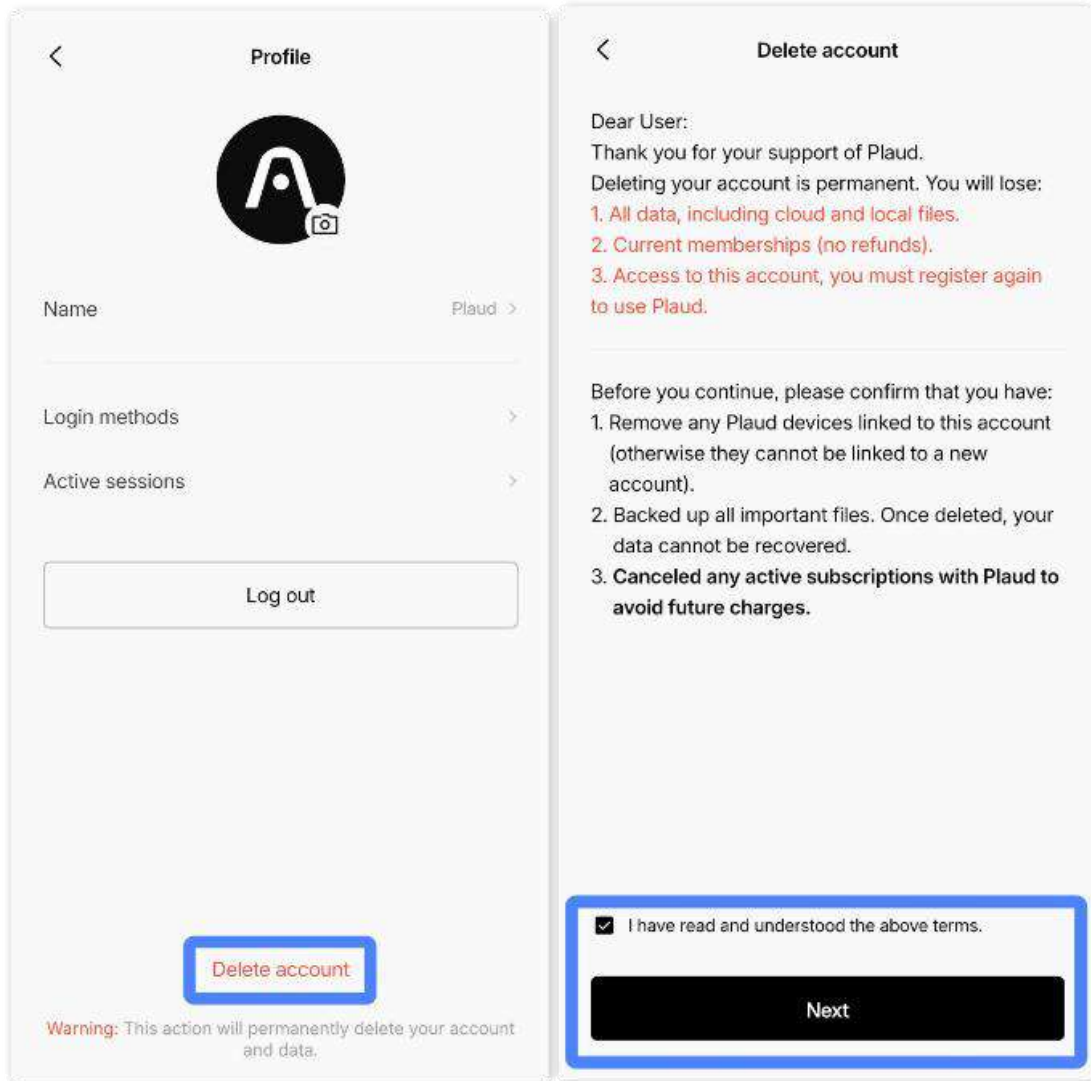 Profile
Name
Plaud
Login methods
Active sessions
Log out
Delete account
Warning: This action will permanently delete your account
and data.
Delete account
Dear User:
Thank you for your support of Plaud.
Deleting your account is permanent. You will lose:
1. All data, including cloud and local files.
2. Current memberships (no refunds).
3. Access to this account, you must register again
to use Plaud.
Before you continue, please confirm that you have:
1. Remove any Plaud devices linked to this account
(otherwise they cannot be linked to a new
account).
2. Backed up all important files. Once deleted, your
data cannot be recovered.
3. Canceled any active subscriptions with Plaud to
avoid future charges.
I have read and understood the above terms.
Next